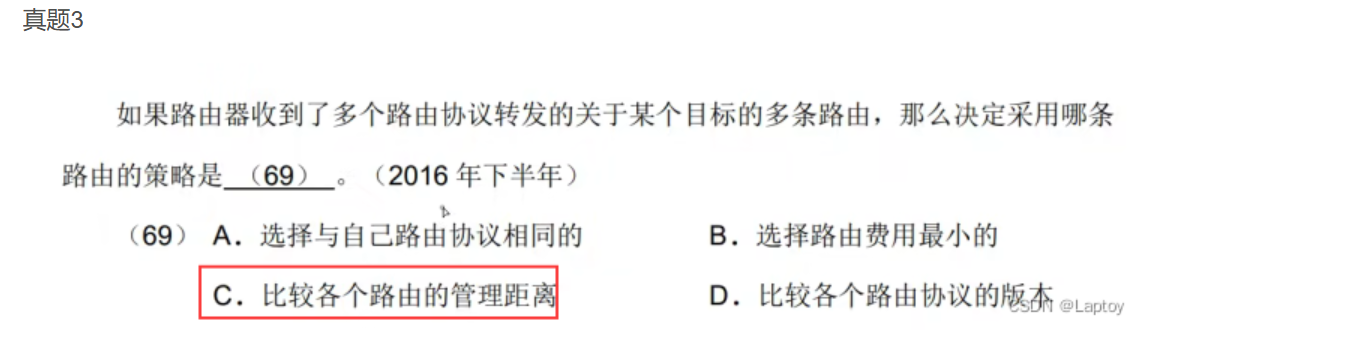 真题3
如果路由器收到了多个路由协议转发的关于某个目标的多条路由，那么决定采用哪条
路由的策略是 （69） 。（2016 年下半年）
（69） A．选择与自己路由协议相同的 B．选择路由费用最小的
C．比较各个路由的管理距离 D．比较各个路由协议的版本
CSDN @Laptoy